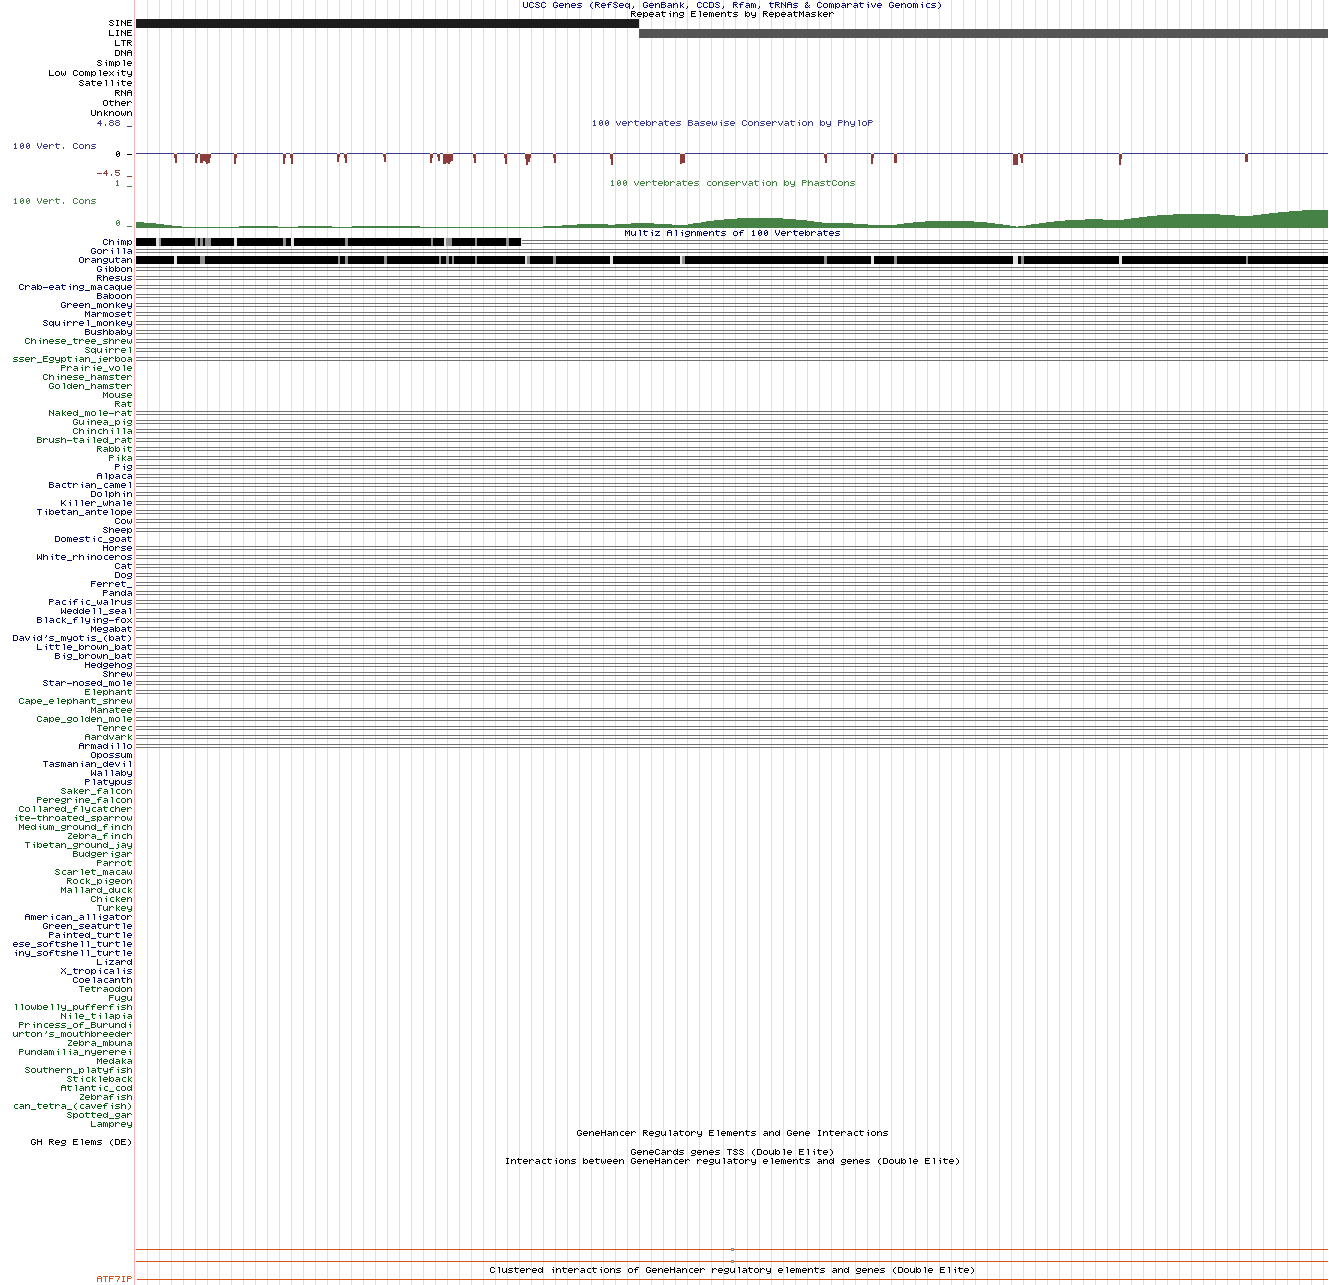 UCSC Genes (RefSeq, GenBank, CCDS, Rfam, tRNAs & Comparative Genomics)
Repeating Elements by RepeatMasker
SINE
LINE
LTR
DNA
Simple
Low Complexity
Satellite
RNA
Other
Unknown
4.88 _
100 vertebrates Basewise Conservation by PhyloP
100 Vert. Cons
0 -
-4.5 _
1 _
100 vertebrates conservation by PhastCons
100 Vert. Cons
0 _
Multiz Alignments of 100 Vertebrates
Chimp
Gorilla
Orangutan
Gibbon
Rhesus
Crab-eating_macaque
Baboon
Green_monkey
Marmoset
Squirrel_monkey
Bushbaby
Chinese_tree_shrew
Squirrel
sser_Egyptian_jerboa
Prairie_vole
Chinese_hamster
Golden_hamster
Mouse
Rat
Naked_mole-rat
Guinea_pig
Chinchilla
Brush-tailed_rat
Rabbit
Pika
Pig
Alpaca
Bactrian_camel
Dolphin
Killer_whale
Tibetan_antelope
Cow
Sheep
Domestic_goat
Horse
White_rhinoceros
Cat
Dog
Ferret_
Panda
Pacific_walrus
Weddell_seal
Black_flying-fox
Megabat
David's_myotis_(bat)
Little_brown_bat
Big_brown_bat
Hedgehog
Shrew
Star-nosed_mole
Elephant
Cape_elephant_shrew
Manatee
Cape_golden_mole
Tenrec
Aardvark
Armadillo
Opossum
Tasmanian_devil
Wallaby
Platypus
Saker_falcon
Peregrine_falcon
Collared_flycatcher
ite-throated_sparrow
Medium_ground_finch
Zebra_finch
Tibetan_ground_jay
Budgerigar
Parrot
Scarlet_macaw
Rock_pigeon
Mallard_duck
Chicken
Turkey
American_alligator
Green_seaturtle
Painted_turtle
ese_softshell_turtle
iny_softshell_turtle
Lizard
X_tropicalis
Coelacanth
Tetraodon
Fugu
llowbelly_pufferfish
Nile_tilapia
Princess_of_Burundi
urton's_mouthbreeder
Zebra_mbuna
Pundamilia_nyererei
Medaka
Southern_platyfish
Stickleback
Atlantic_cod
Zebrafish
can_tetra_(cavefish)
Spotted_gar
Lamprey
GeneHancer Regulatory Elements and Gene Interactions
GH Reg Elems (DE)
GeneCards genes TSS (Double Elite)
Interactions between GeneHancer regulatory elements and genes (Double Elite)
Clustered interactions of GeneHancer regulatory elements and genes (Double Elite)
ATF7IP